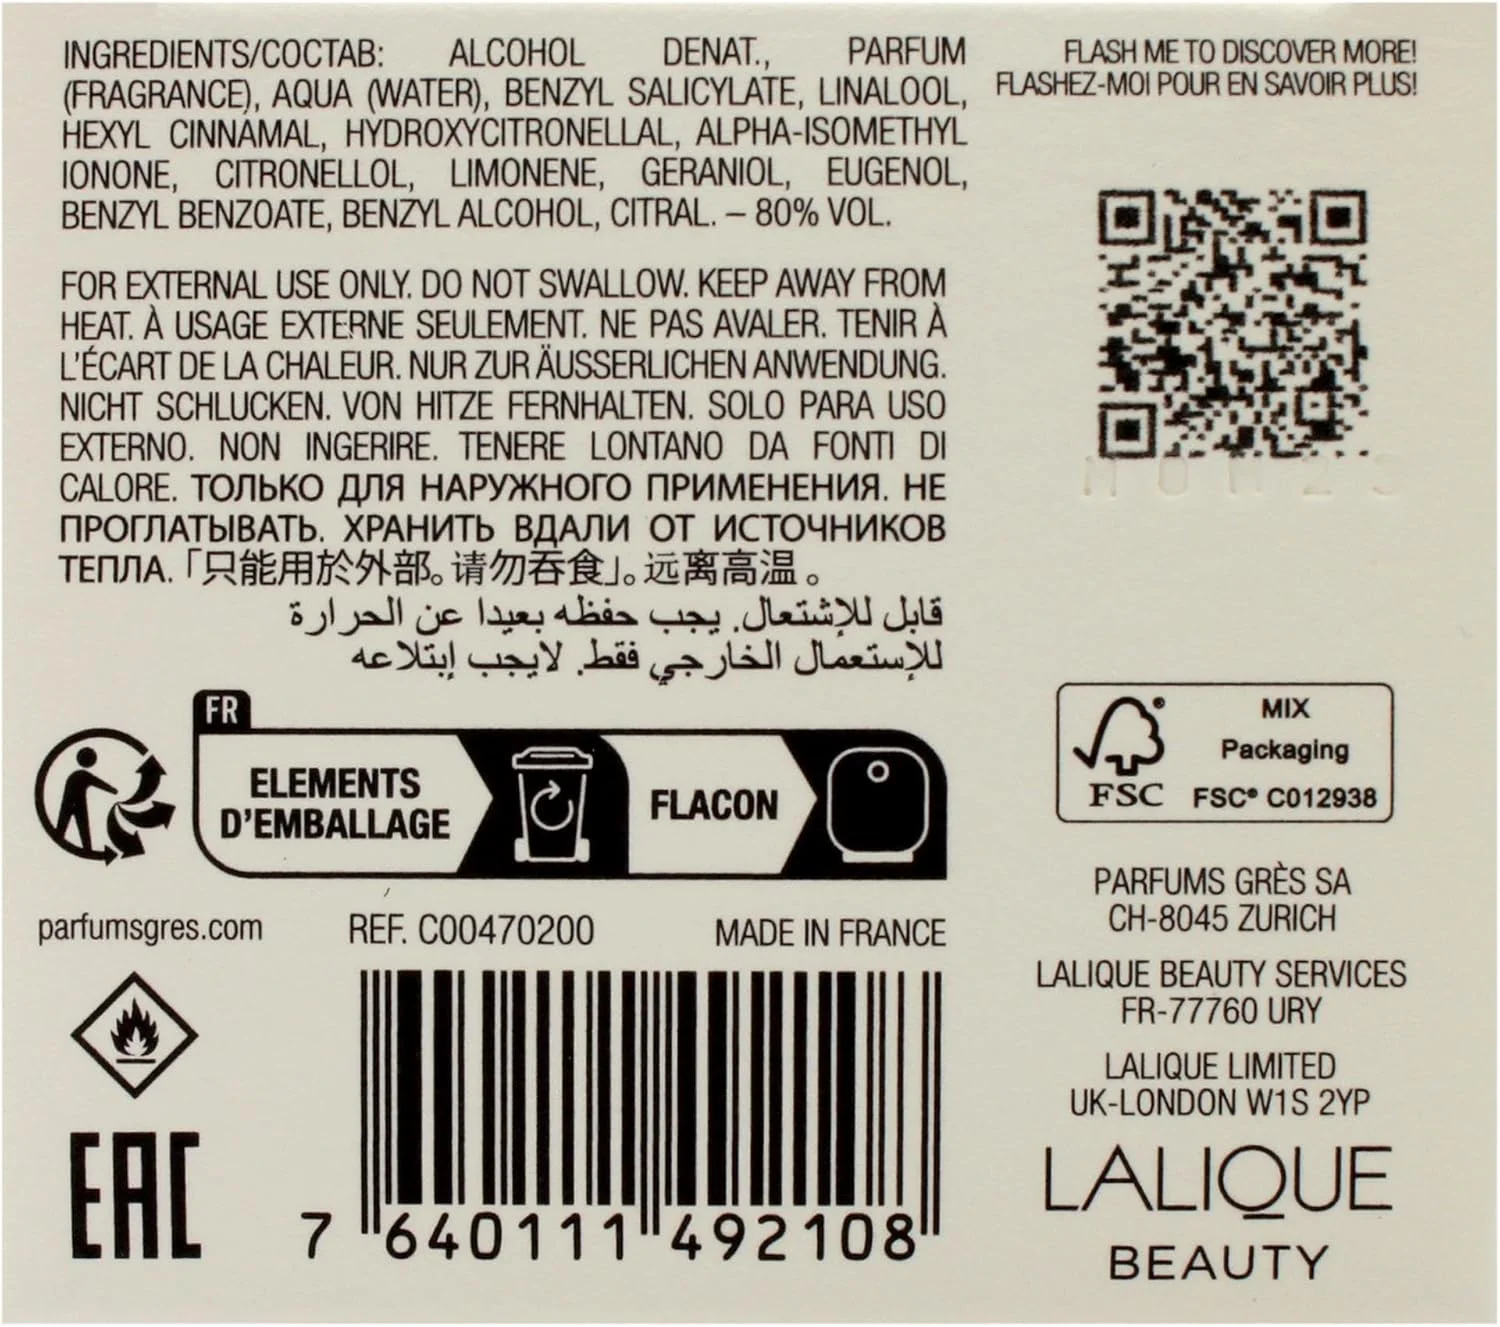 INGREDIENTS/COCTAB: ALCOHOL DENAT., PARFUM
(FRAGRANCE), AQUA (WATER), BENZYL SALICYLATE, LINALOOL,
HEXYL CINNAMAL, HYDROXYCITRONELLAL, ALPHA-ISOMETHYL
IONONE, CITRONELLOL, LIMONENE, GERANIOL, EUGENOL,
BENZYL BENZOATE, BENZYL ALCOHOL, CITRAL. – 80% VOL.
FOR EXTERNAL USE ONLY. DO NOT SWALLOW. KEEP AWAY FROM
HEAT. À USAGE EXTERNE SEULEMENT. NE PAS AVALER. TENIR À
L'ÉCART DE LA CHALEUR. NUR ZUR ÄUSSERLICHEN ANWENDUNG.
NICHT SCHLUCKEN. VON HITZE FERNHALTEN. SOLO PARA USO
EXTERNO. NON INGERIRE. TENERE LONTANO DA FONTI DI
CALORE. ТОЛЬКО ДЛЯ НАРУЖНОГО ПРИМЕНЕНИЯ. НЕ
ПРОГЛАТЫВАТЬ. ХРАНИТЬ ВДАЛИ ОТ ИСТОЧНИКОВ
ТЕПЛА.「只能用於外部。请勿吞食」。远离高温。
قابل للإشتعال. يجب حفظه بعيدا عن الحرارة
للإستعمال الخارجي فقط. لايجب إبتلاعه
FR
ELEMENTS
D'EMBALLAGE
FLACON
parfumsgres.com
REF. C00470200
MADE IN FRANCE
EAC
7 640111 492108
FLASH ME TO DISCOVER MORE!
FLASHEZ-MOI POUR EN SAVOIR PLUS!
FSC
MIX
Packaging
FSC® C012938
PARFUMS GRÈS SA
CH-8045 ZURICH
LALIQUE BEAUTY SERVICES
FR-77760 URY
LALIQUE LIMITED
UK-LONDON W1S 2YP
LALIQUE
BEAUTY